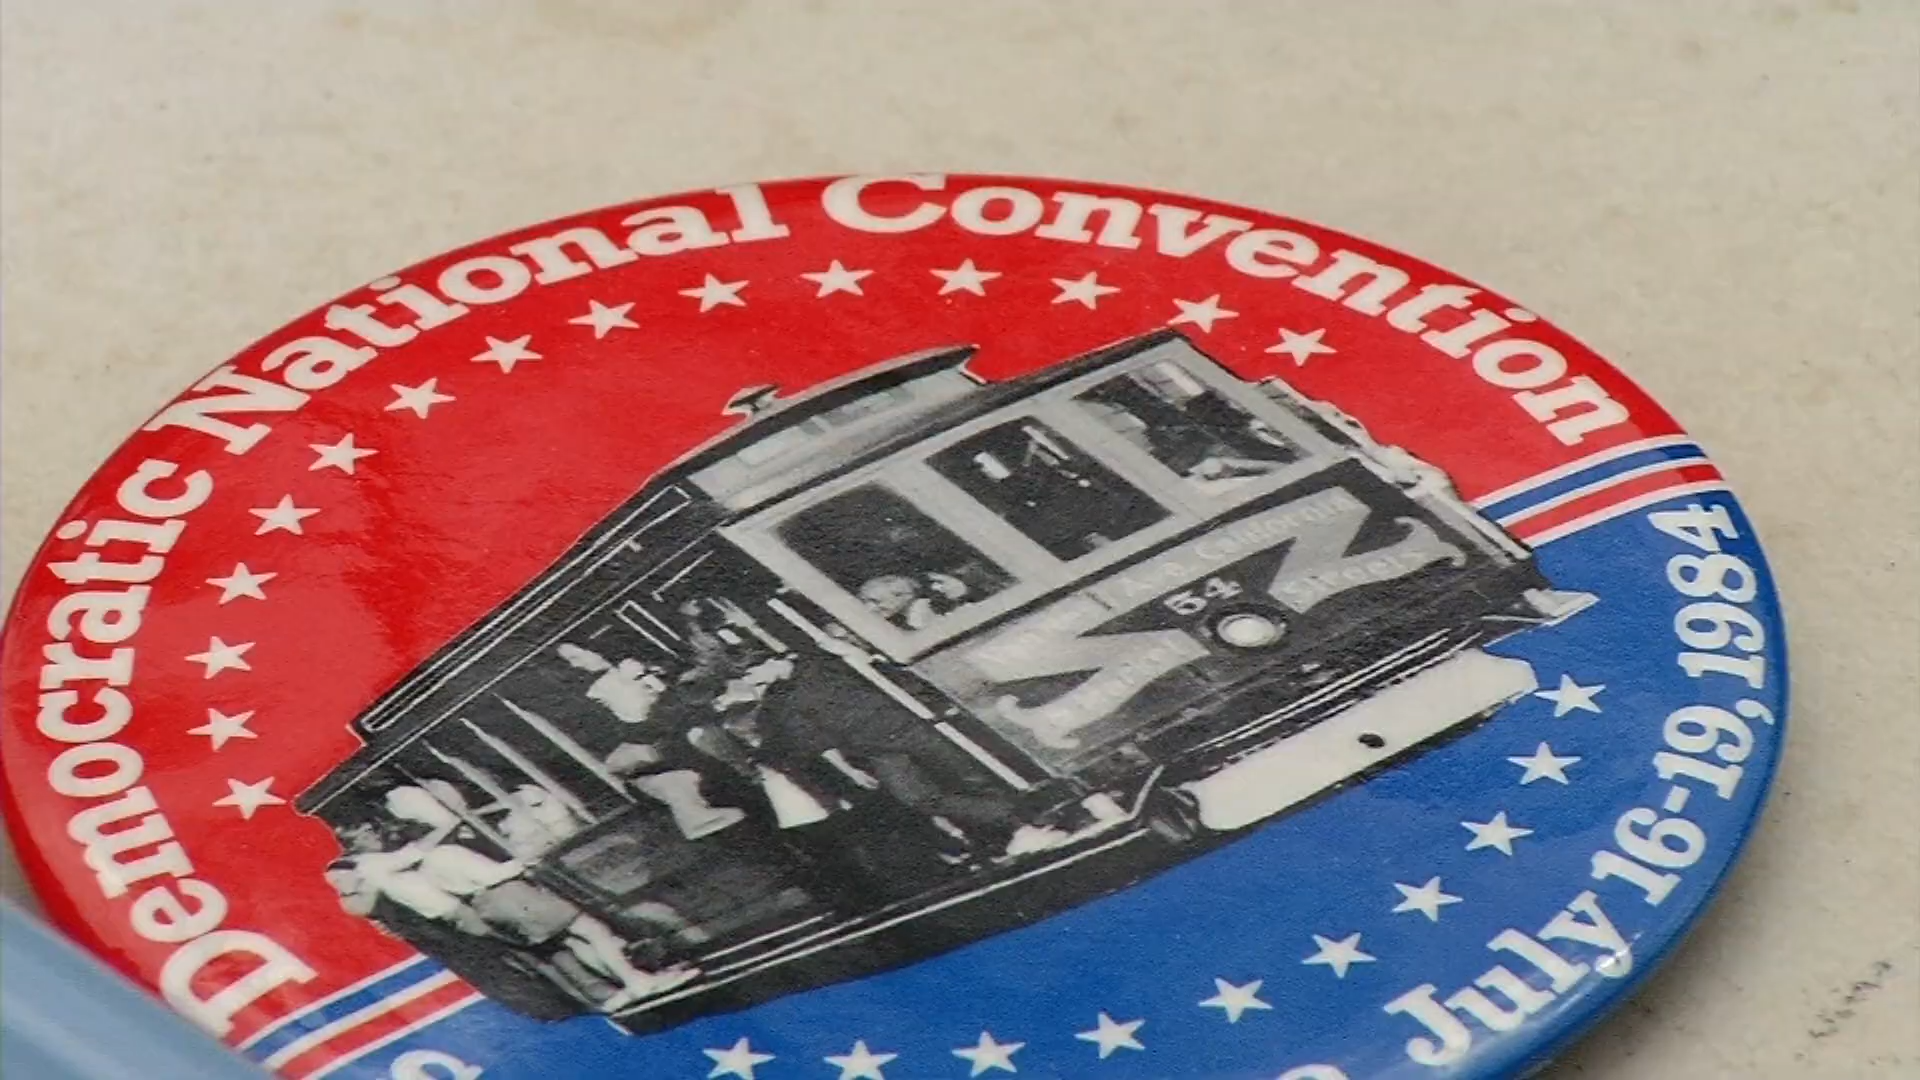 Democratic National Convention
July 16-19, 1984
& California
54
Streets